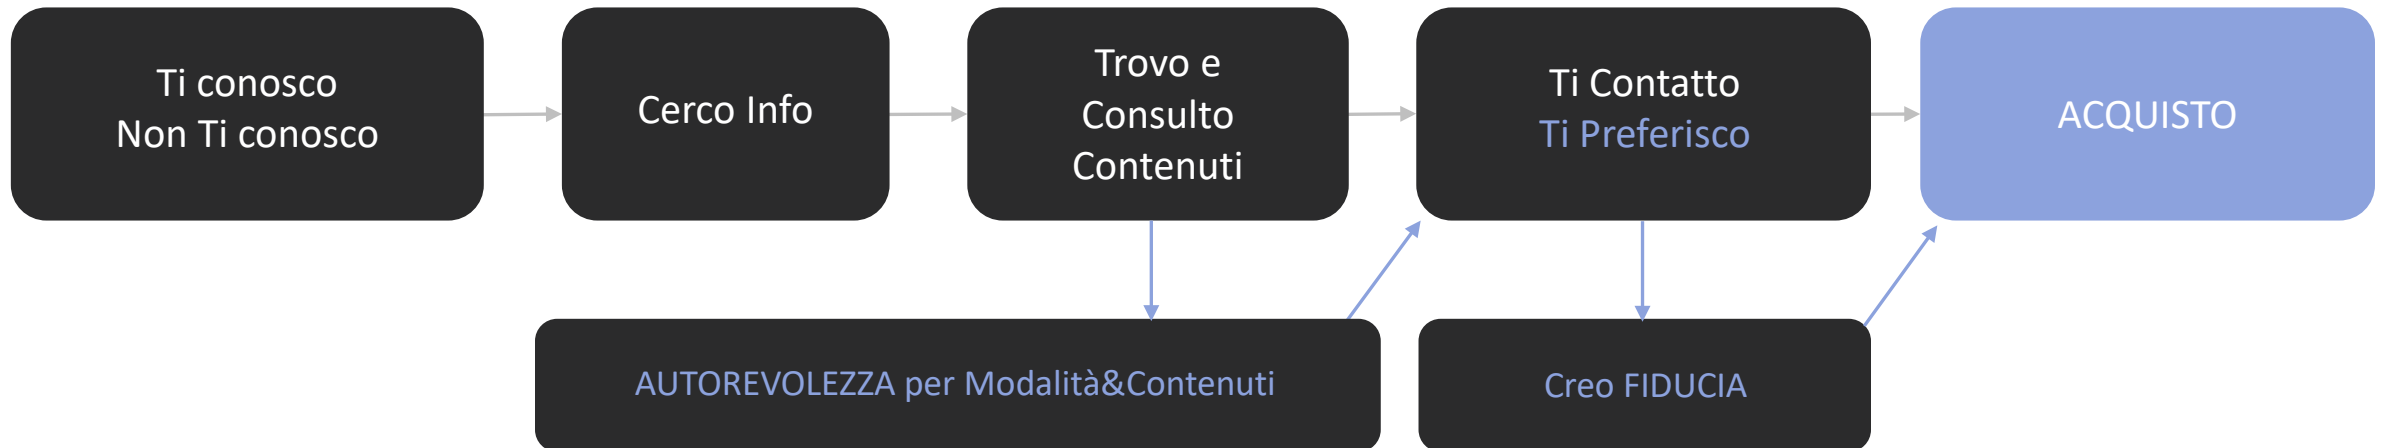 Ti conosco
Non Ti conosco
Cerco Info
Trovo e
Consulto
Contenuti
Ti Contatto
Ti Preferisco
ACQUISTO
AUTOREVOLEZZA per Modalità&Contenuti
Creo FIDUCIA